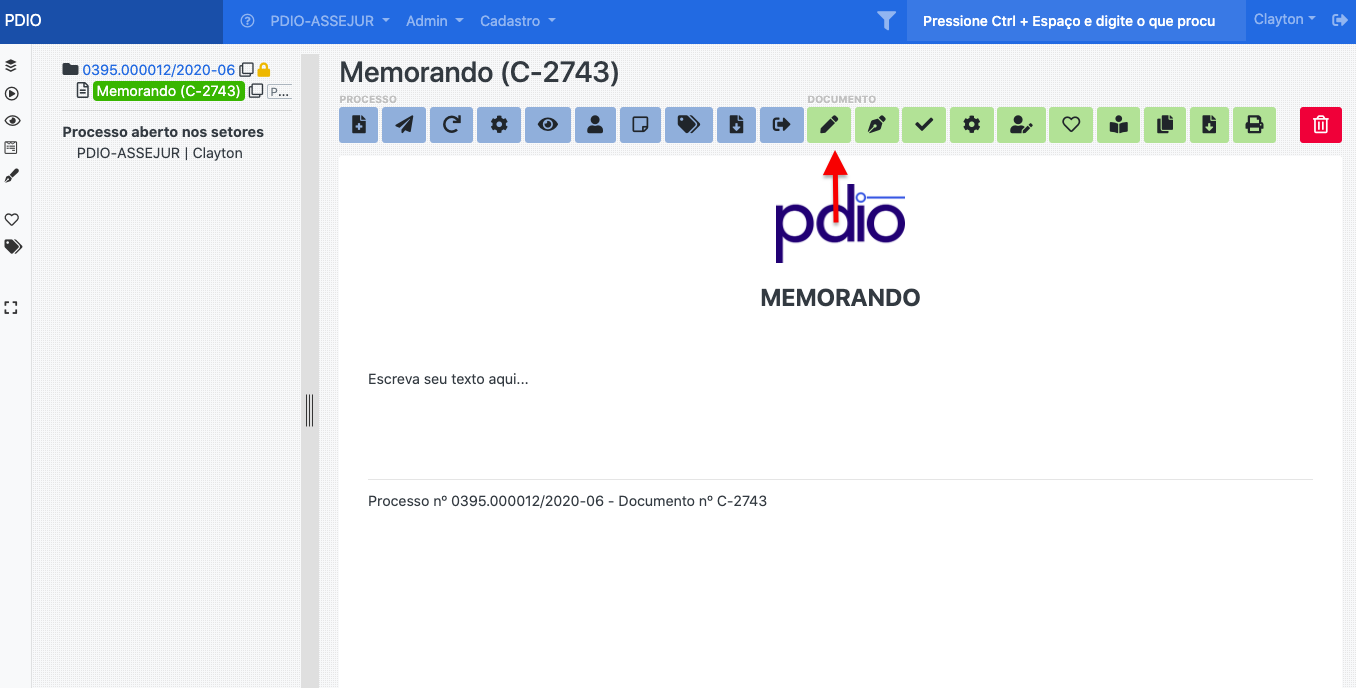 PDIO
PDIO-ASSEJUR
Admin
Cadastro
Pressione Ctrl + Espaço e digite o que procu
Clayton
0395.000012/2020-06
Memorando (C-2743)
P...
Processo aberto nos setores
PDIO-ASSEJUR | Clayton
Memorando (C-2743)
PROCESSO
DOCUMENTO
pdio
MEMORANDO
Escreva seu texto aqui...
Processo nº 0395.000012/2020-06 - Documento nº C-2743